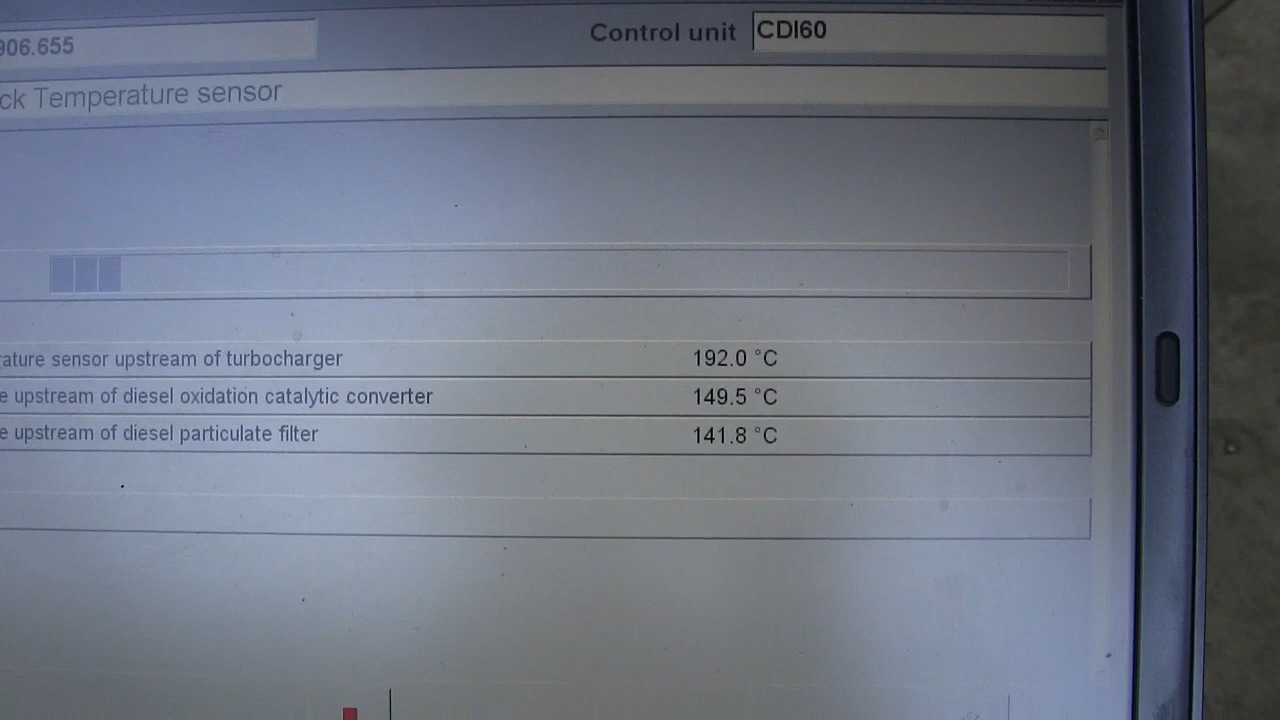 906.655
Control unit CDI60
ck Temperature sensor
rature sensor upstream of turbocharger 192.0 °C
e upstream of diesel oxidation catalytic converter 149.5 °C
e upstream of diesel particulate filter 141.8 °C